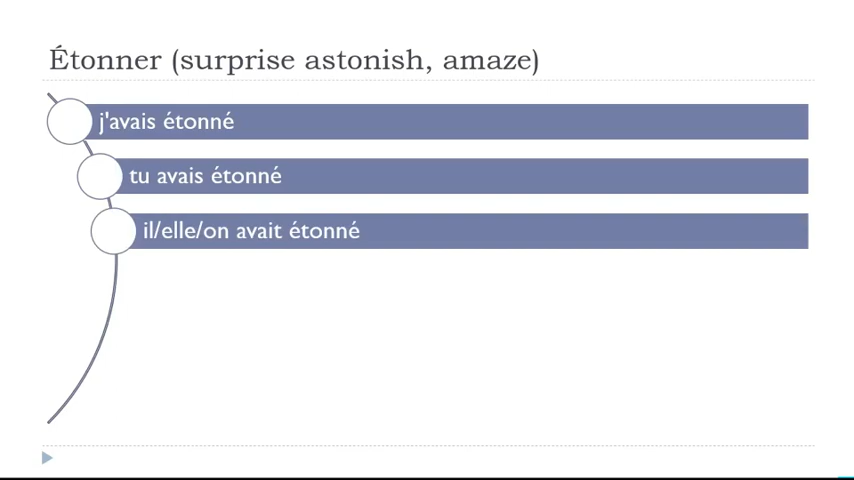 Étonner (surprise astonish, amaze)
j'avais étonné
tu avais étonné
il/elle/on avait étonné